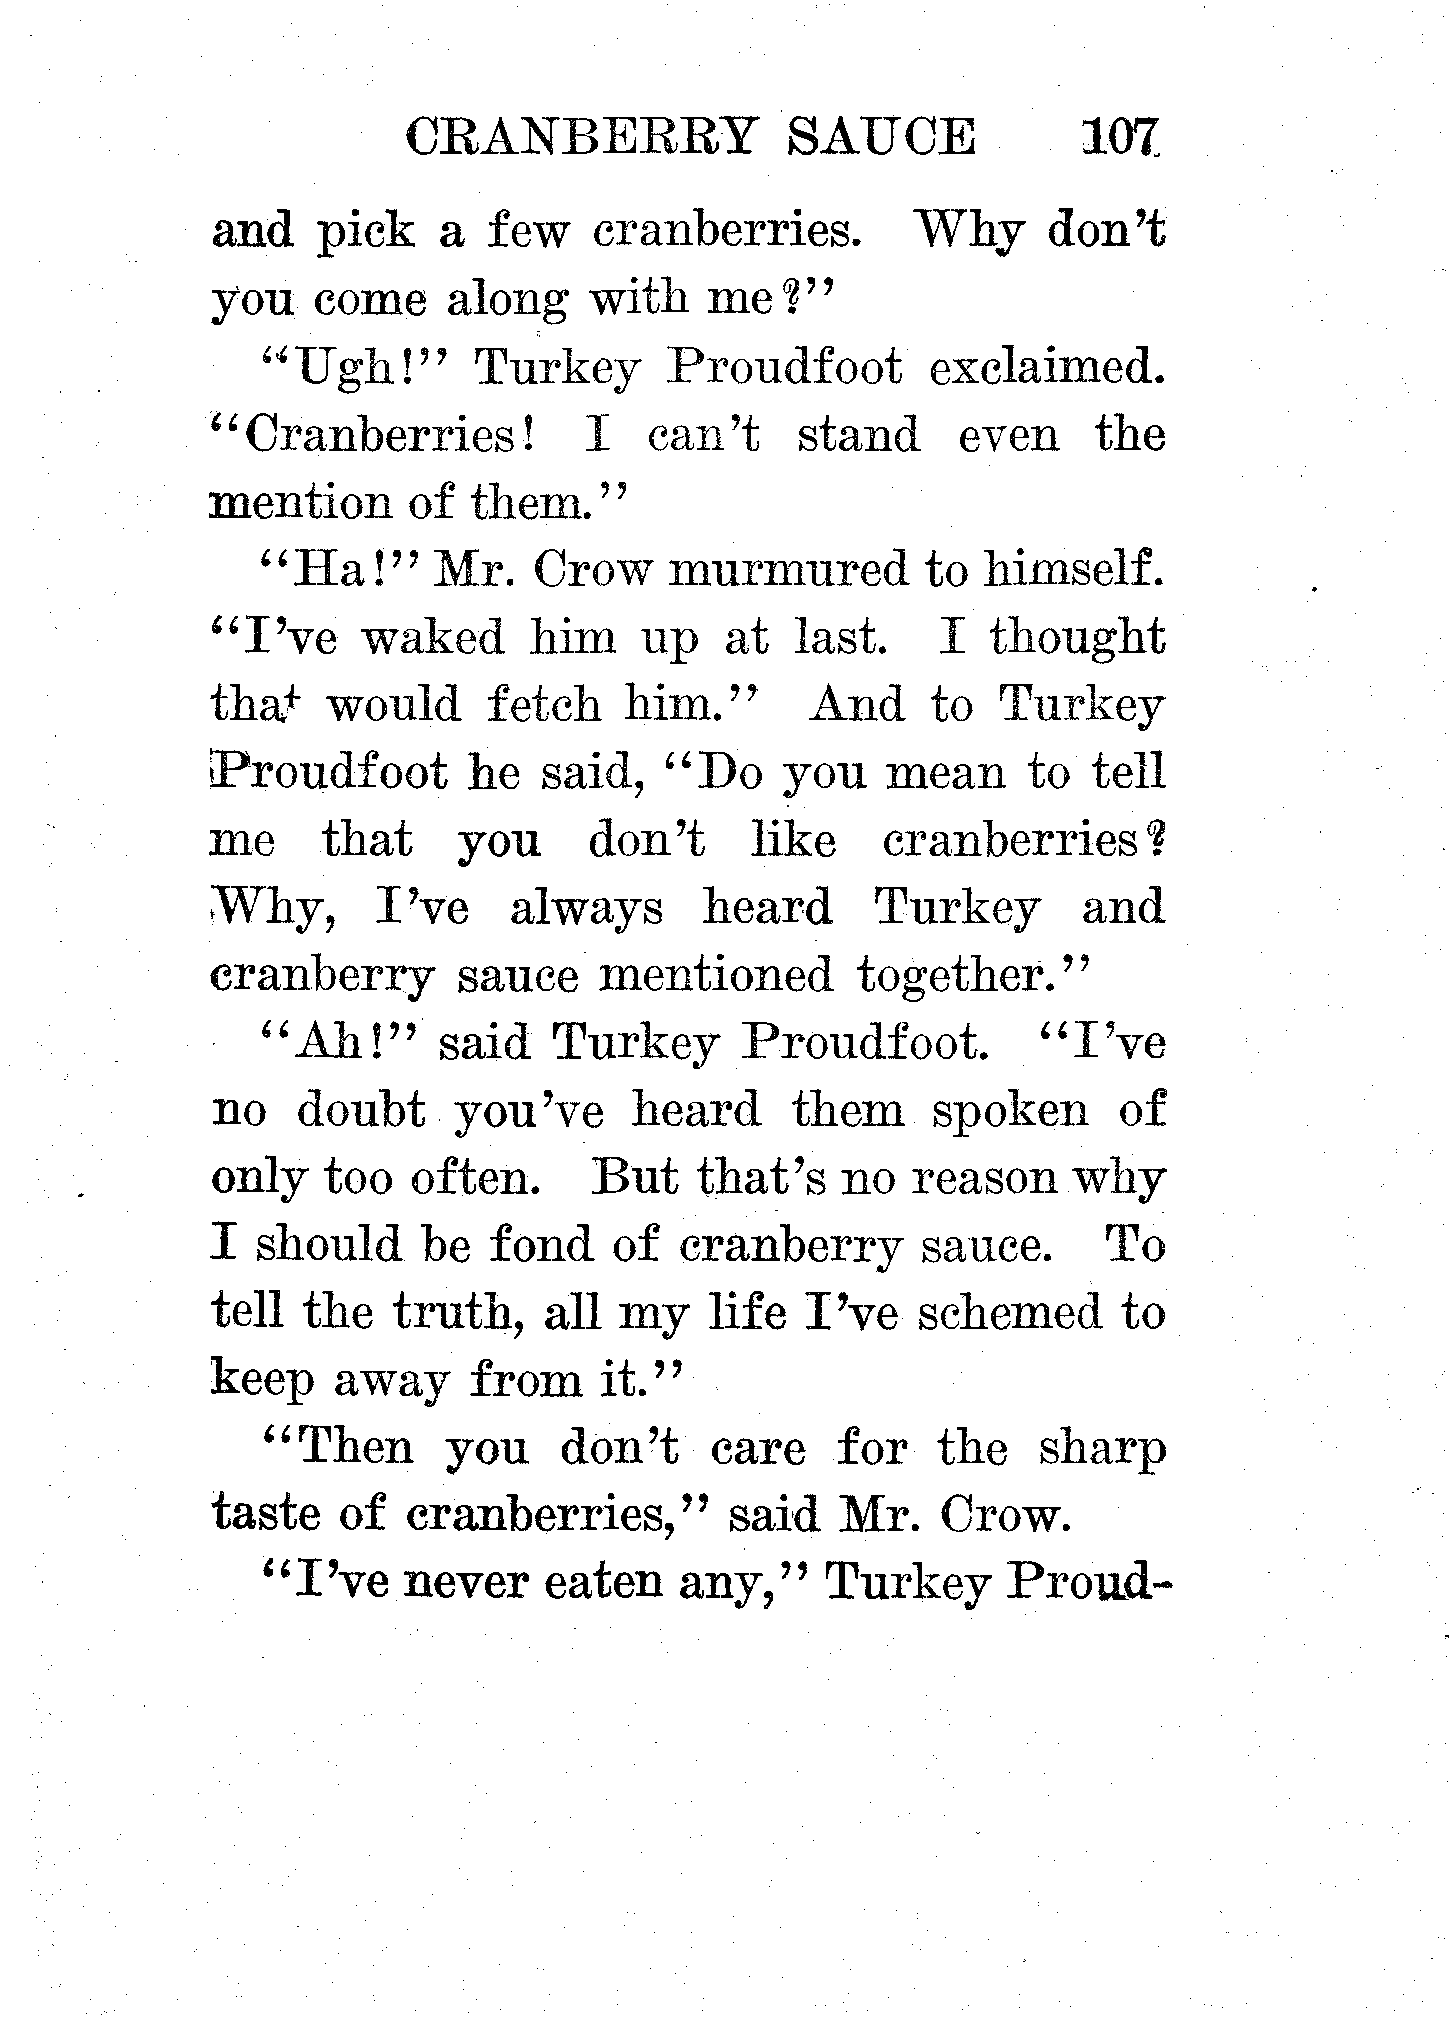 CRANBERRY SAUCE 107
and pick a few cranberries. Why don't
you come along with me?"
"Ugh!" Turkey Proudfoot exclaimed.
"Cranberries! I can't stand even the
mention of them."
"Ha!" Mr. Crow murmured to himself.
"I've waked him up at last. I thought
that would fetch him." And to Turkey
Proudfoot he said, "Do you mean to tell
me that you don't like cranberries?
Why, I've always heard Turkey and
cranberry sauce mentioned together."
"Ah!" said Turkey Proudfoot. "I've
no doubt you've heard them spoken of
only too often. But that's no reason why
I should be fond of cranberry sauce. To
tell the truth, all my life I've schemed to
keep away from it."
"Then you don't care for the sharp
taste of cranberries," said Mr. Crow.
"I've never eaten any," Turkey Proud-